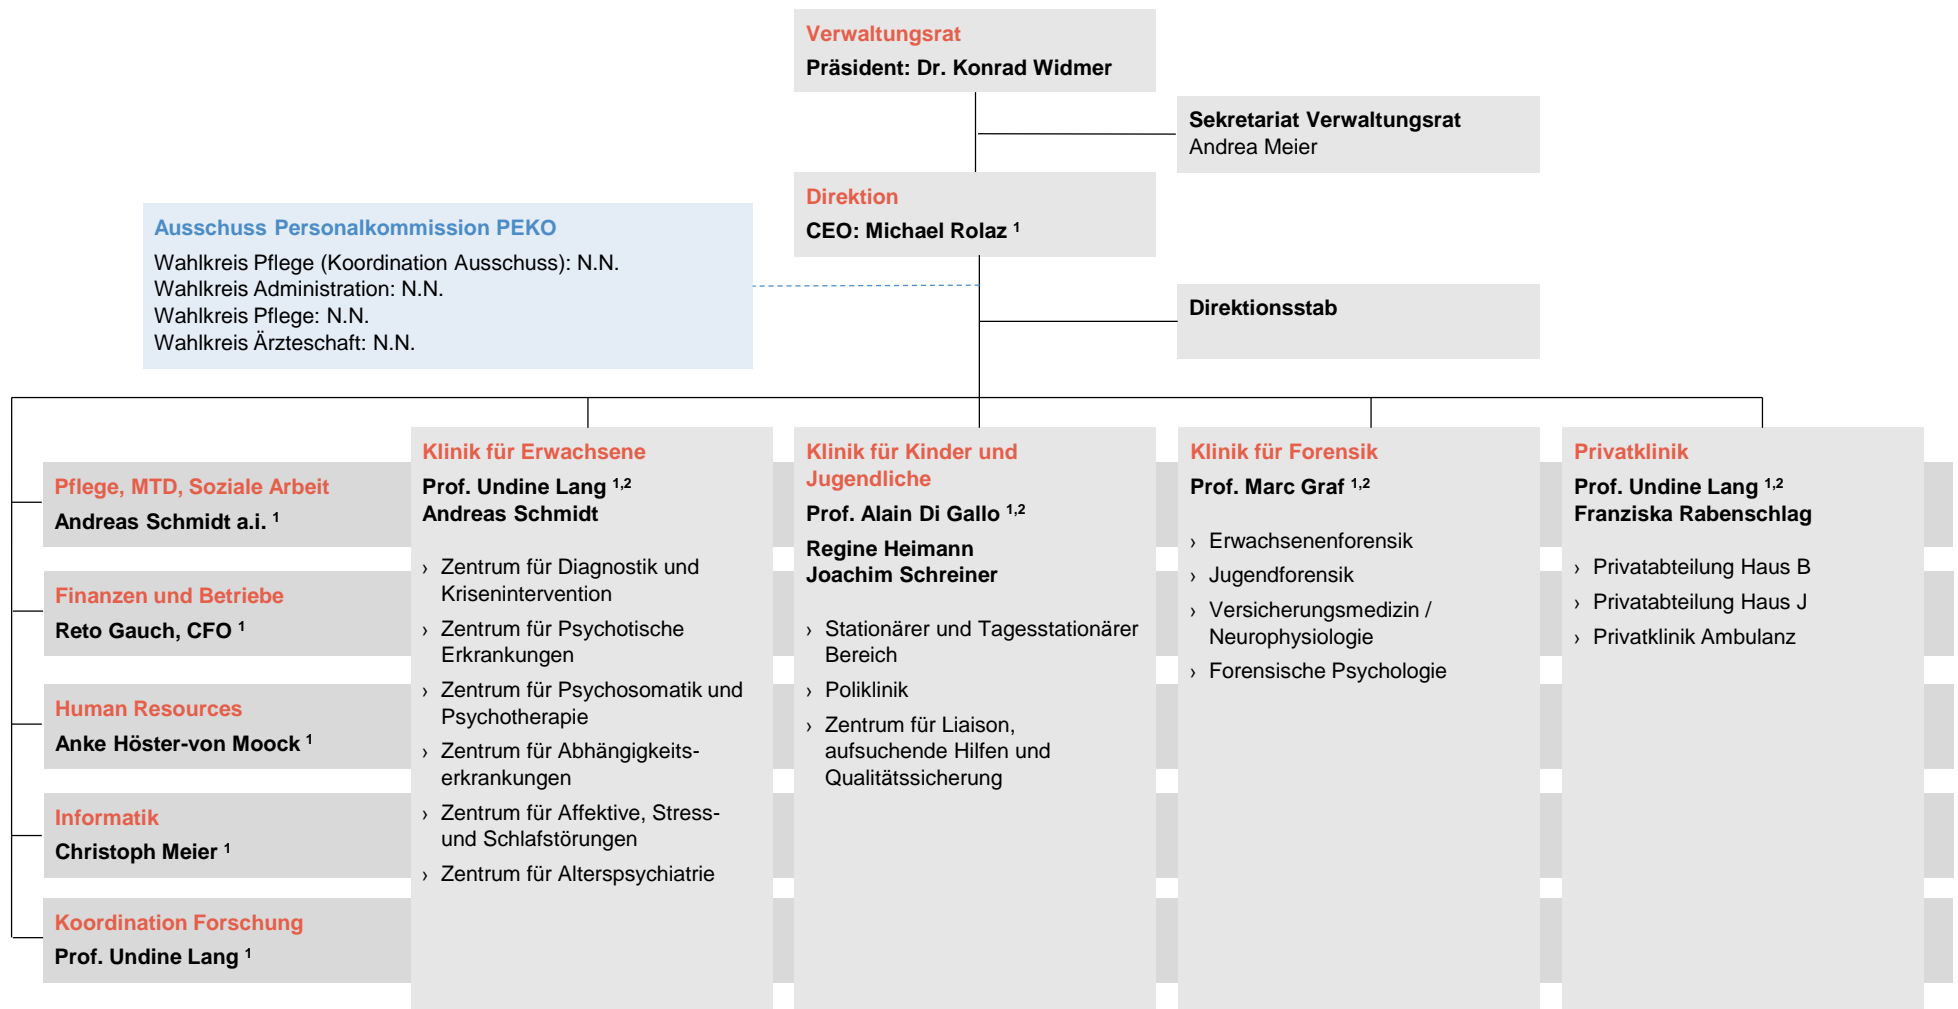 Verwaltungsrat
Präsident: Dr. Konrad Widmer
Sekretariat Verwaltungsrat
Andrea Meier
Direktion
CEO: Michael Rolaz ¹
Ausschuss Personalkommission PEKO
Wahlkreis Pflege (Koordination Ausschuss): N.N.
Wahlkreis Administration: N.N.
Wahlkreis Pflege: N.N.
Wahlkreis Ärzteschaft: N.N.
Direktionsstab
Pflege, MTD, Soziale Arbeit
Andreas Schmidt a.i. ¹
Finanzen und Betriebe
Reto Gauch, CFO ¹
Human Resources
Anke Höster-von Moock ¹
Informatik
Christoph Meier ¹
Koordination Forschung
Prof. Undine Lang ¹
Klinik für Erwachsene
Prof. Undine Lang ¹,²
Andreas Schmidt
› Zentrum für Diagnostik und
Krisenintervention
› Zentrum für Psychotische
Erkrankungen
› Zentrum für Psychosomatik und
Psychotherapie
› Zentrum für Abhängigkeits-
erkrankungen
› Zentrum für Affektive, Stress-
und Schlafstörungen
› Zentrum für Alterspsychiatrie
Klinik für Kinder und
Jugendliche
Prof. Alain Di Gallo ¹,²
Regine Heimann
Joachim Schreiner
› Stationärer und Tagesstationärer
Bereich
› Poliklinik
› Zentrum für Liaison,
aufsuchende Hilfen und
Qualitätssicherung
Klinik für Forensik
Prof. Marc Graf ¹,²
› Erwachsenenforensik
› Jugendforensik
› Versicherungsmedizin /
Neurophysiologie
› Forensische Psychologie
Privatklinik
Prof. Undine Lang ¹,²
Franziska Rabenschlag
› Privatabteilung Haus B
› Privatabteilung Haus J
› Privatklinik Ambulanz